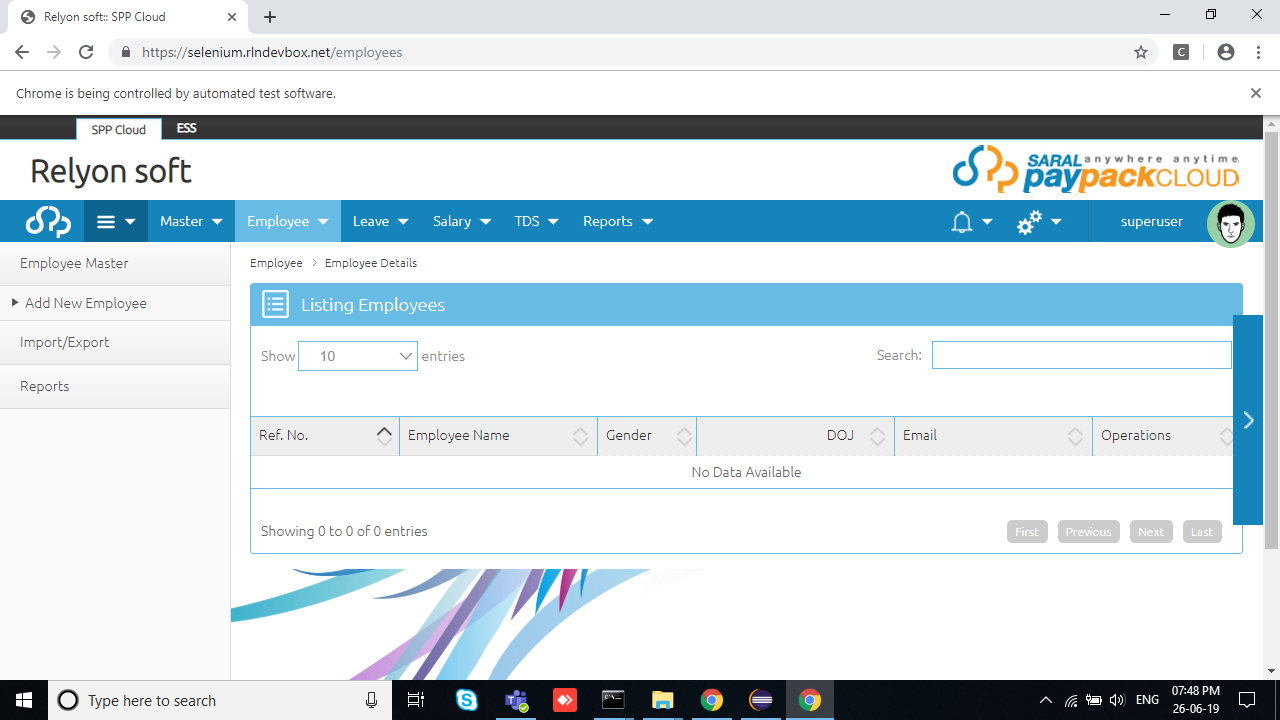 Relyon soft:: SPP Cloud
https://selenium.rlndevbox.net/employees
C
Chrome is being controlled by automated test software.
SPP Cloud ESS
Relyon soft
SARAL anywhere anytime
paypackCLOUD
Master Employee Leave Salary TDS Reports superuser
Employee Master
Add New Employee
Import/Export
Reports
Employee Employee Details
Listing Employees
Show 10 entries Search:
Ref. No. Employee Name Gender DOJ Email Operations
No Data Available
Showing 0 to 0 of 0 entries First Previous Next Last
Type here to search
ENG
07:48 PM
26-06-19